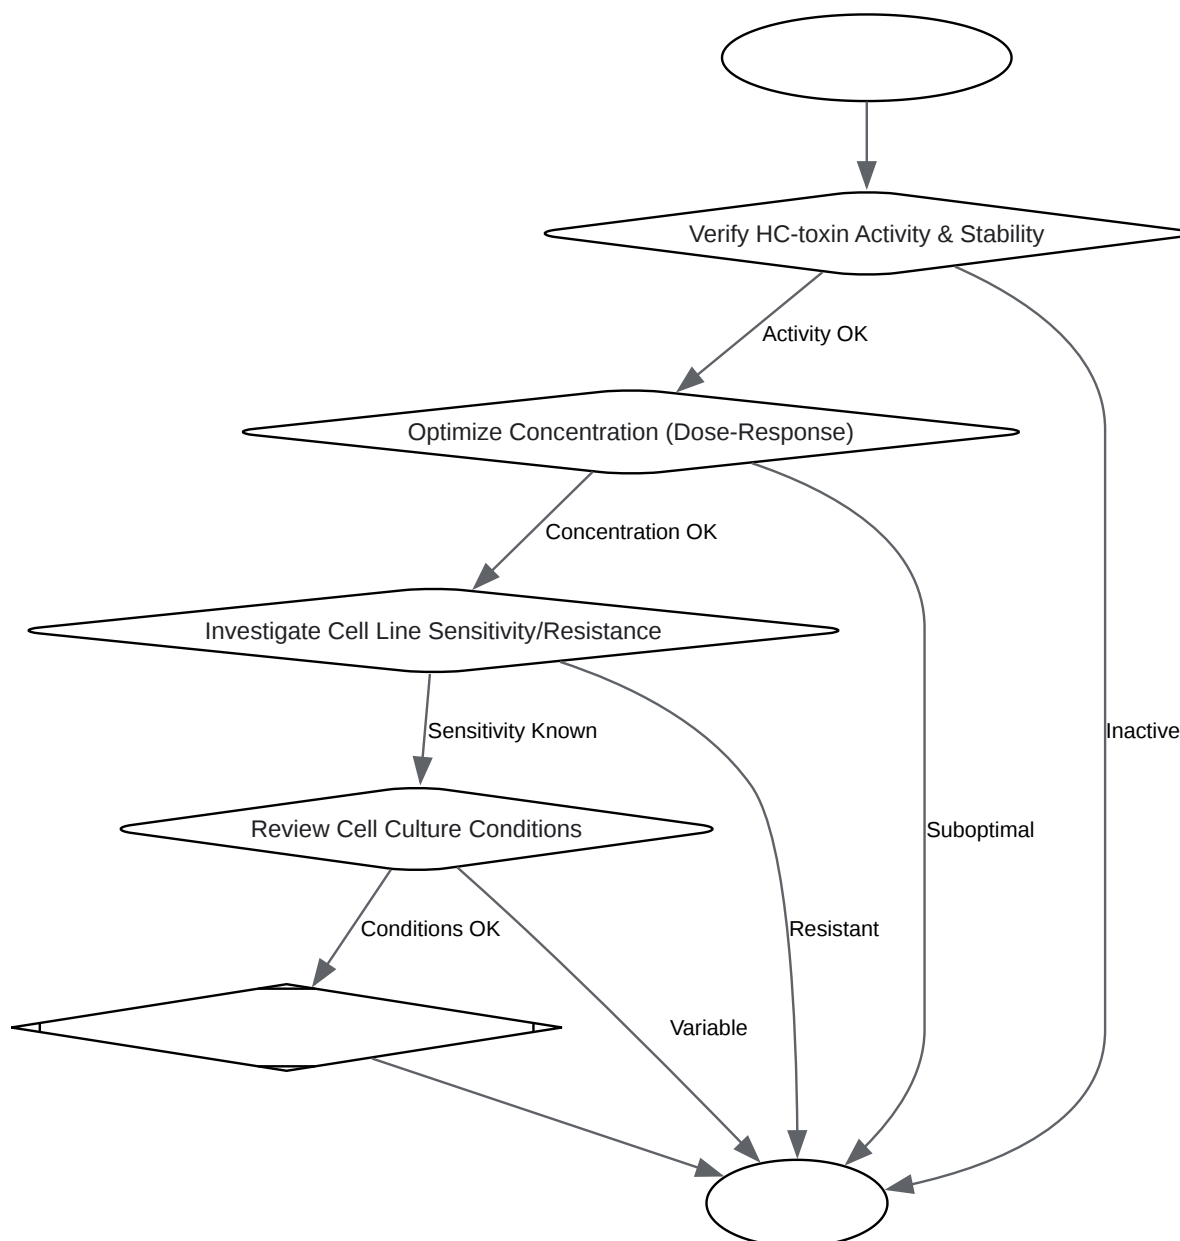 Verify HC-toxin Activity & Stability
Activity OK
Optimize Concentration (Dose-Response)
Concentration OK
Investigate Cell Line Sensitivity/Resistance
Sensitivity Known
Inactive
Review Cell Culture Conditions
Suboptimal
Conditions OK
Resistant
Variable